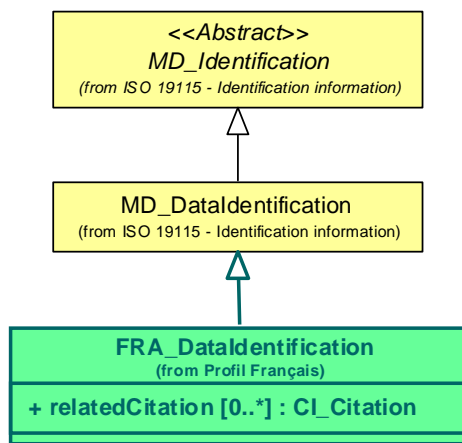 <<Abstract>>
MD_Identification
(from ISO 19115 - Identification information)
MD_DataIdentification
(from ISO 19115 - Identification information)
FRA_DataIdentification
(from Profil Français)
+ relatedCitation [0..*] : CI_Citation